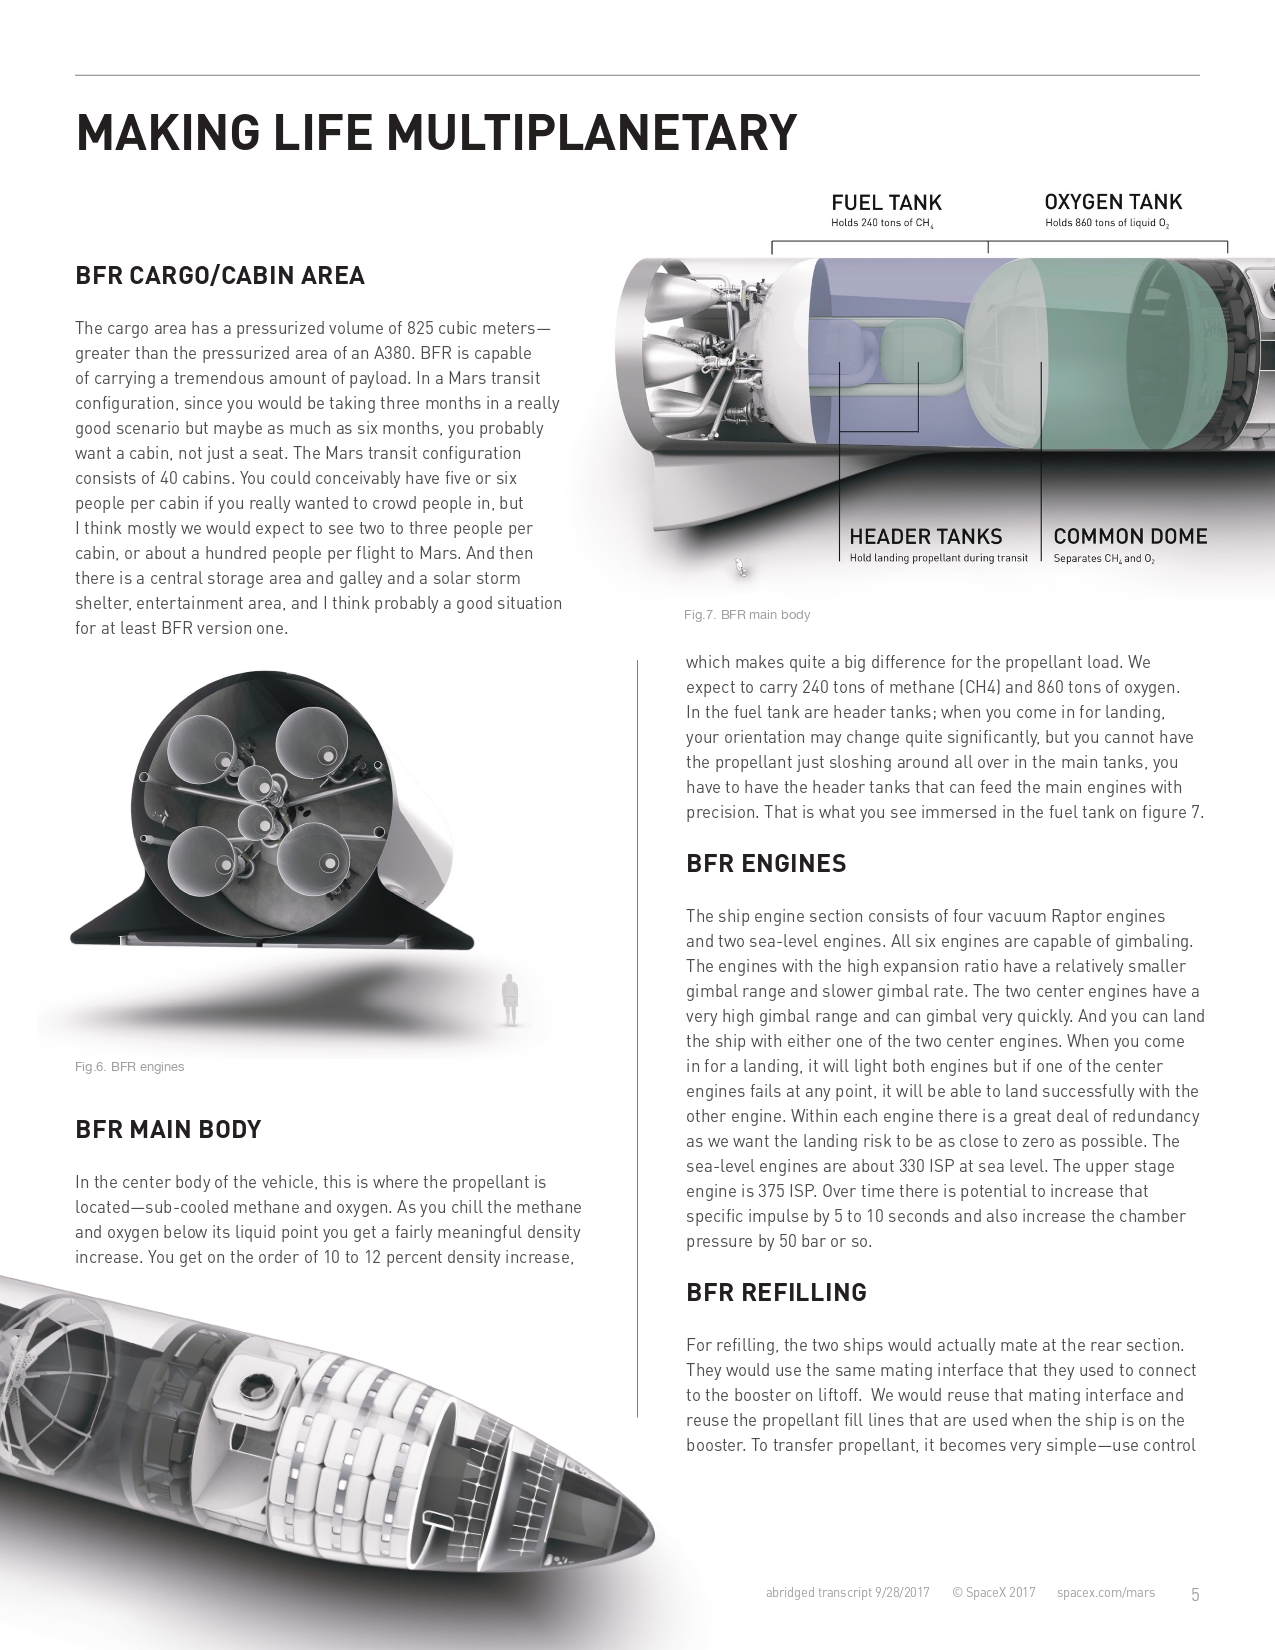 MAKING LIFE MULTIPLANETARY
BFR CARGO/CABIN AREA
The cargo area has a pressurized volume of 825 cubic meters—
greater than the pressurized area of an A380. BFR is capable
of carrying a tremendous amount of payload. In a Mars transit
configuration, since you would be taking three months in a really
good scenario but maybe as much as six months, you probably
want a cabin, not just a seat. The Mars transit configuration
consists of 40 cabins. You could conceivably have five or six
people per cabin if you really wanted to crowd people in, but
I think mostly we would expect to see two to three people per
cabin, or about a hundred people per flight to Mars. And then
there is a central storage area and galley and a solar storm
shelter, entertainment area, and I think probably a good situation
for at least BFR version one.
Fig.6. BFR engines
BFR MAIN BODY
In the center body of the vehicle, this is where the propellant is
located—sub-cooled methane and oxygen. As you chill the methane
and oxygen below its liquid point you get a fairly meaningful density
increase. You get on the order of 10 to 12 percent density increase,
FUEL TANK
Holds 240 tons of CH₄
OXYGEN TANK
Holds 860 tons of liquid O₂
HEADER TANKS
Hold landing propellant during transit
COMMON DOME
Separates CH₄ and O₂
Fig.7. BFR main body
which makes quite a big difference for the propellant load. We
expect to carry 240 tons of methane (CH4) and 860 tons of oxygen.
In the fuel tank are header tanks; when you come in for landing,
your orientation may change quite significantly, but you cannot have
the propellant just sloshing around all over in the main tanks, you
have to have the header tanks that can feed the main engines with
precision. That is what you see immersed in the fuel tank on figure 7.
BFR ENGINES
The ship engine section consists of four vacuum Raptor engines
and two sea-level engines. All six engines are capable of gimbaling.
The engines with the high expansion ratio have a relatively smaller
gimbal range and slower gimbal rate. The two center engines have a
very high gimbal range and can gimbal very quickly. And you can land
the ship with either one of the two center engines. When you come
in for a landing, it will light both engines but if one of the center
engines fails at any point, it will be able to land successfully with the
other engine. Within each engine there is a great deal of redundancy
as we want the landing risk to be as close to zero as possible. The
sea-level engines are about 330 ISP at sea level. The upper stage
engine is 375 ISP. Over time there is potential to increase that
specific impulse by 5 to 10 seconds and also increase the chamber
pressure by 50 bar or so.
BFR REFILLING
For refilling, the two ships would actually mate at the rear section.
They would use the same mating interface that they used to connect
to the booster on liftoff.  We would reuse that mating interface and
reuse the propellant fill lines that are used when the ship is on the
booster. To transfer propellant, it becomes very simple—use control
abridged transcript 9/28/2017 © SpaceX 2017 spacex.com/mars 5